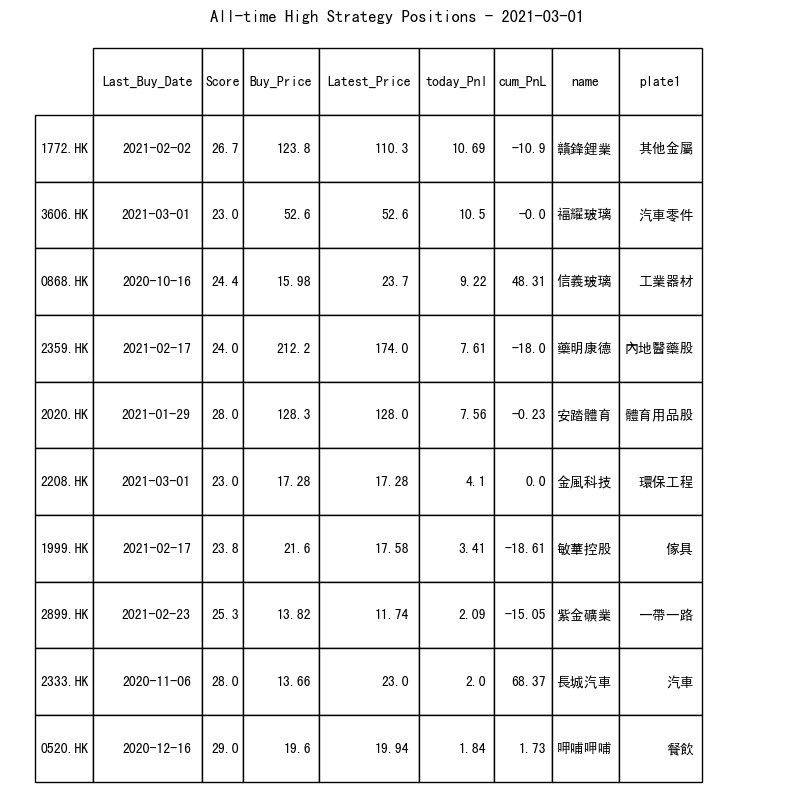 All-time High Strategy Positions - 2021-03-01
Last_Buy_Date Score Buy_Price Latest_Price today_Pnl cum_PnL name plate1
1772.HK 2021-02-02 26.7 123.8 110.3 10.69 -10.9 贛鋒鋰業 其他金屬
3606.HK 2021-03-01 23.0 52.6 52.6 10.5 -0.0 福耀玻璃 汽車零件
0868.HK 2020-10-16 24.4 15.98 23.7 9.22 48.31 信義玻璃 工業器材
2359.HK 2021-02-17 24.0 212.2 174.0 7.61 -18.0 藥明康德 內地醫藥股
2020.HK 2021-01-29 28.0 128.3 128.0 7.56 -0.23 安踏體育 體育用品股
2208.HK 2021-03-01 23.0 17.28 17.28 4.1 0.0 金風科技 環保工程
1999.HK 2021-02-17 23.8 21.6 17.58 3.41 -18.61 敏華控股 傢具
2899.HK 2021-02-23 25.3 13.82 11.74 2.09 -15.05 紫金礦業 一帶一路
2333.HK 2020-11-06 28.0 13.66 23.0 2.0 68.37 長城汽車 汽車
0520.HK 2020-12-16 29.0 19.6 19.94 1.84 1.73 呷哺呷哺 餐飲